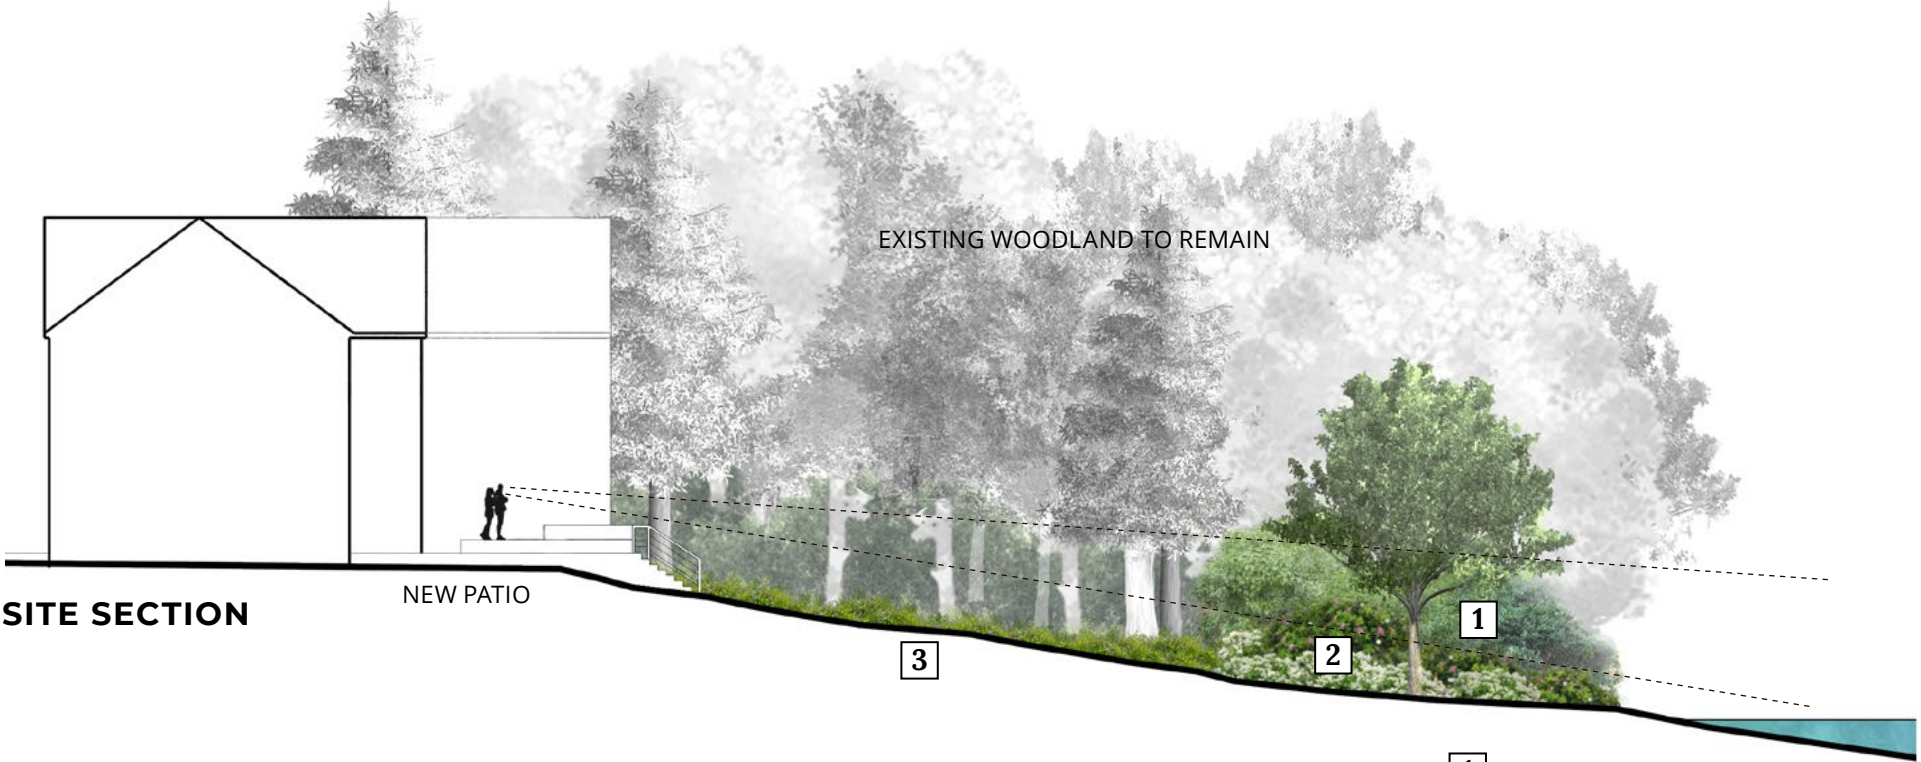 EXISTING WOODLAND TO REMAIN
NEW PATIO
SITE SECTION
1
2
3